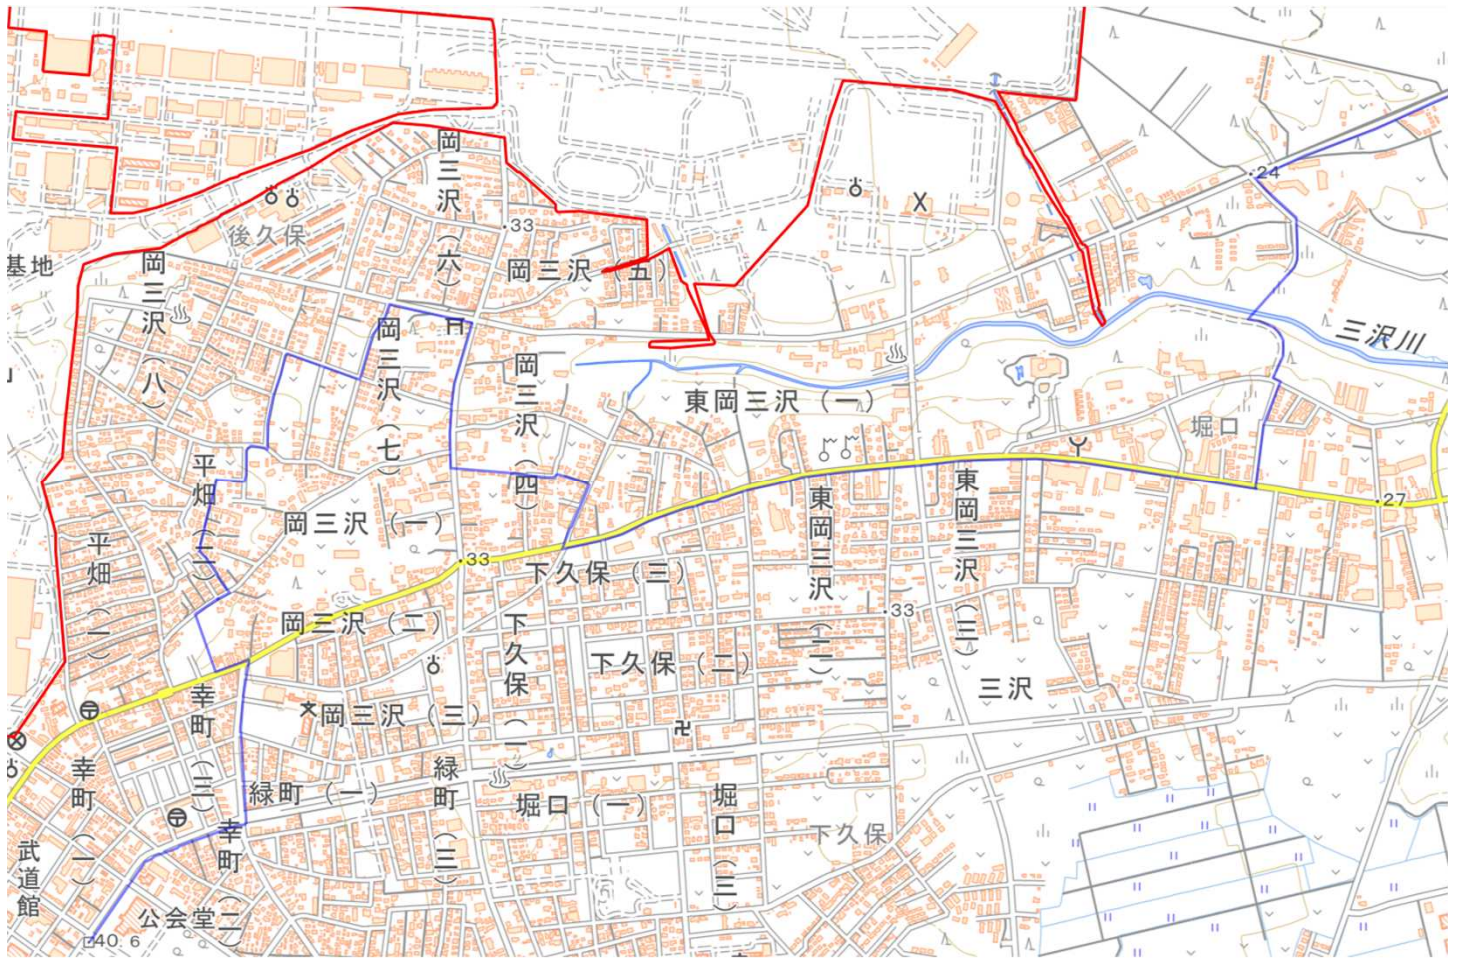 岡三沢(六)
・24
・33
後久保
基地
岡三沢(八)
岡三沢(五)
岡三沢(七)
岡三沢(四)
三沢川
東岡三沢(一)
堀口
平畑(二)
平畑(一)
岡三沢(一)
・33
東岡三沢(二)
東岡三沢(三)
・27
下久保(三)
岡三沢(二)
下久保(一)
・33
下久保(二)
三沢
幸町(三)
岡三沢(三)
幸町(一)
緑町(一)
緑町(三)
堀口(一)
堀口(三)
下久保
幸町(二)
武道館
公会堂
40.6